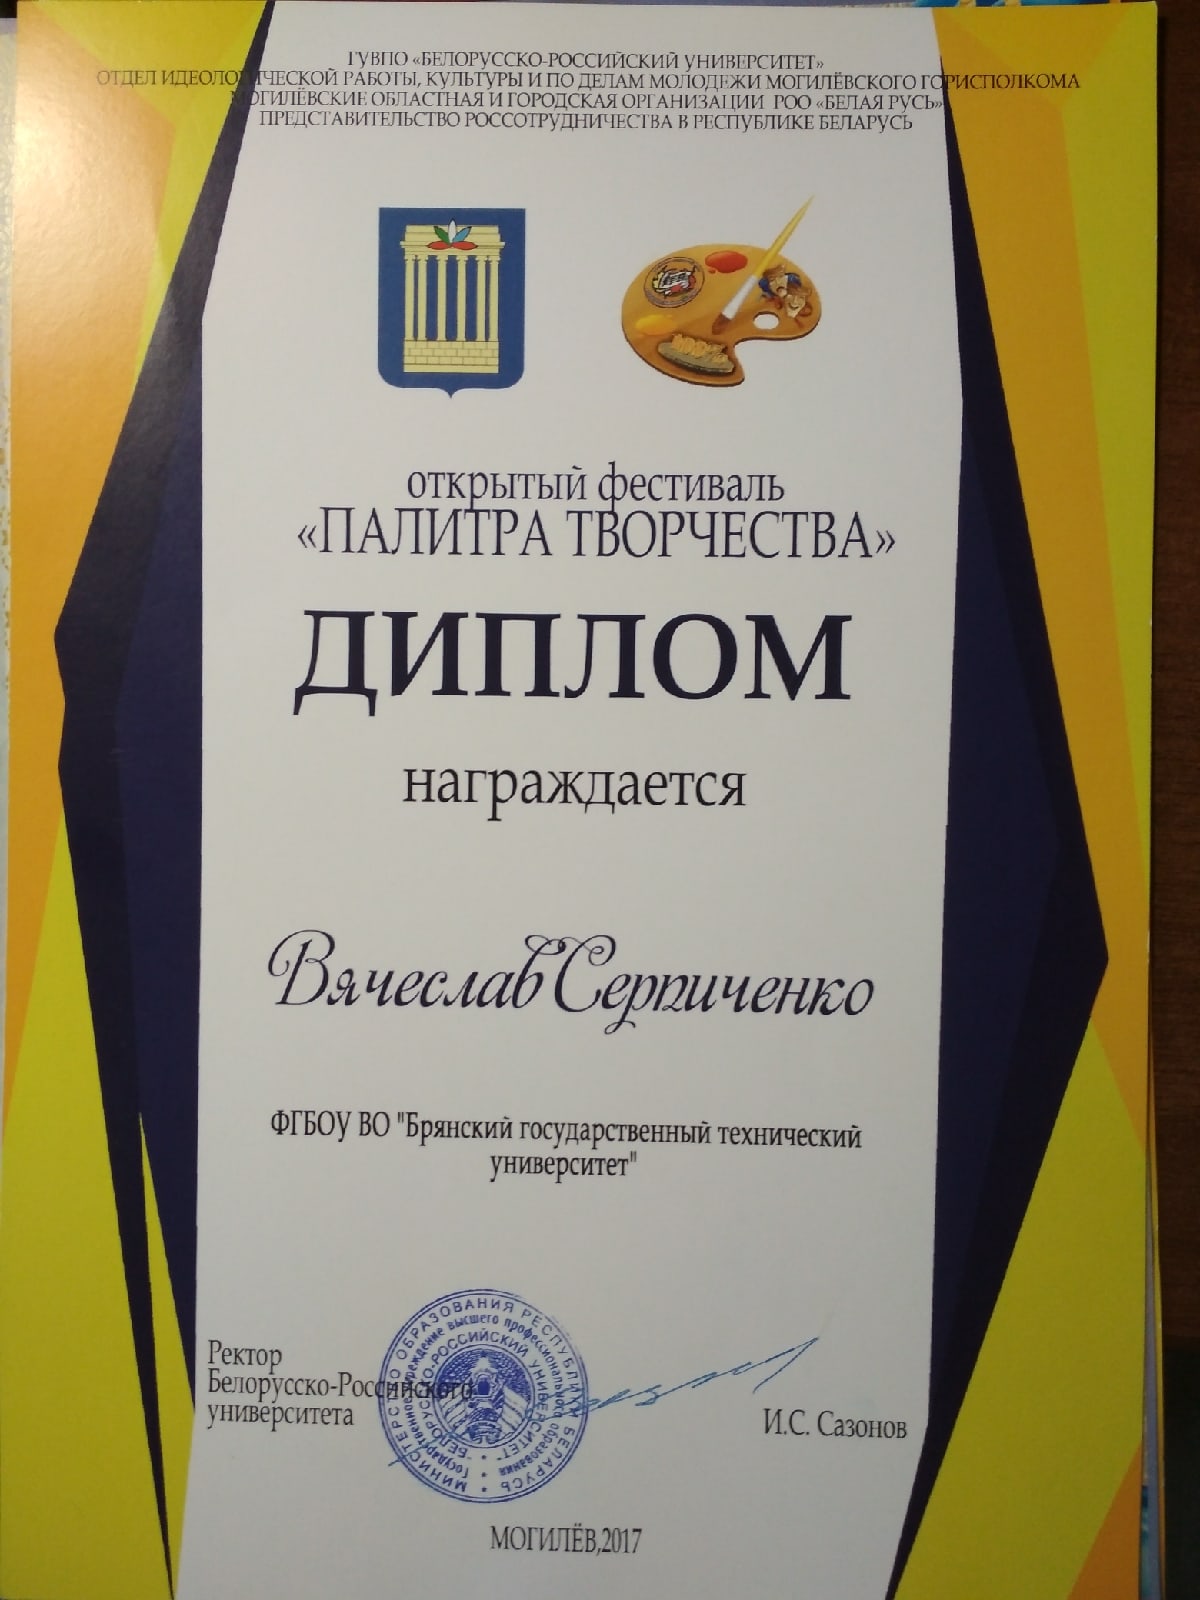 ГУВПО «БЕЛОРУССКО-РОССИЙСКИЙ УНИВЕРСИТЕТ»
ОТДЕЛ ИДЕОЛОГИЧЕСКОЙ РАБОТЫ, КУЛЬТУРЫ И ПО ДЕЛАМ МОЛОДЕЖИ МОГИЛЁВСКОГО ГОРИСПОЛКОМА
МОГИЛЁВСКИЕ ОБЛАСТНАЯ И ГОРОДСКАЯ ОРГАНИЗАЦИИ РОО «БЕЛАЯ РУСЬ»
ПРЕДСТАВИТЕЛЬСТВО РОССОТРУДНИЧЕСТВА В РЕСПУБЛИКЕ БЕЛАРУСЬ
открытый фестиваль
«ПАЛИТРА ТВОРЧЕСТВА»
ДИПЛОМ
награждается
Вячеслав Серпиченко
ФГБОУ ВО "Брянский государственный технический
университет"
Ректор
Белорусско-Российского
университета
И.С. Сазонов
МИНИСТЕРСТВО ОБРАЗОВАНИЯ РЕСПУБЛИКИ БЕЛАРУСЬ
Государственное учреждение высшего профессионального образования
"БЕЛОРУССКО-РОССИЙСКИЙ УНИВЕРСИТЕТ"
МОГИЛЁВ,2017